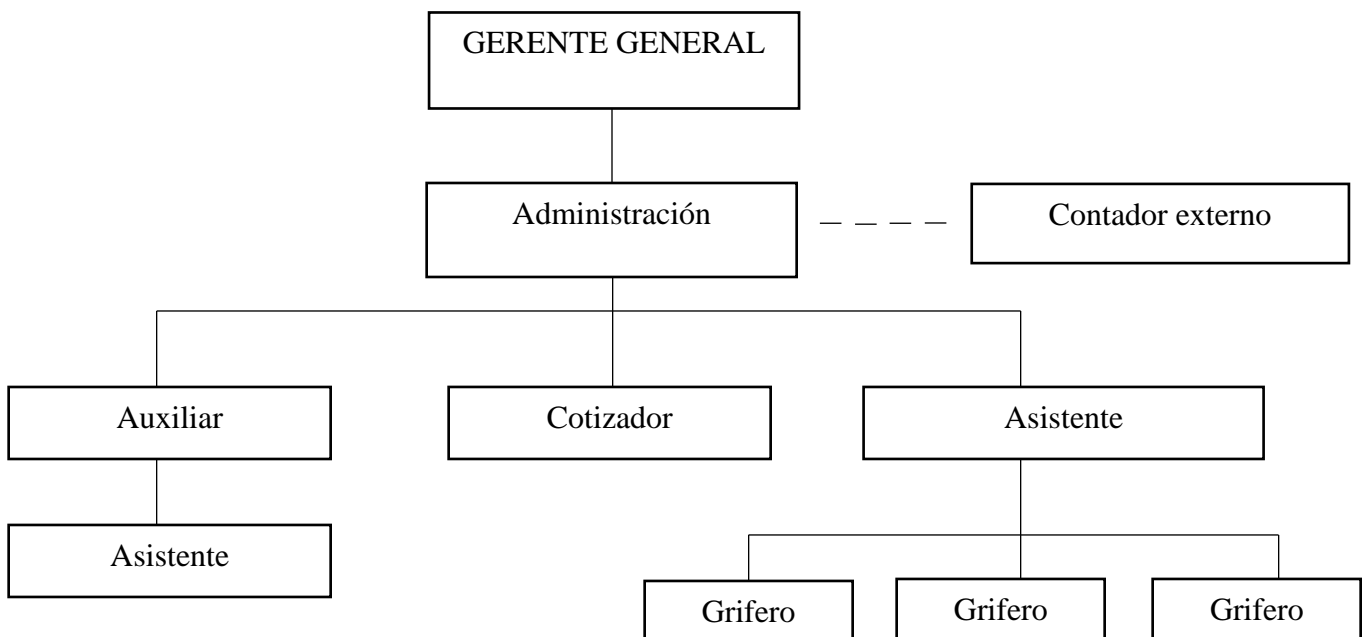 GERENTE GENERAL
Administración
Contador externo
Auxiliar
Cotizador
Asistente
Asistente
Grifero
Grifero
Grifero